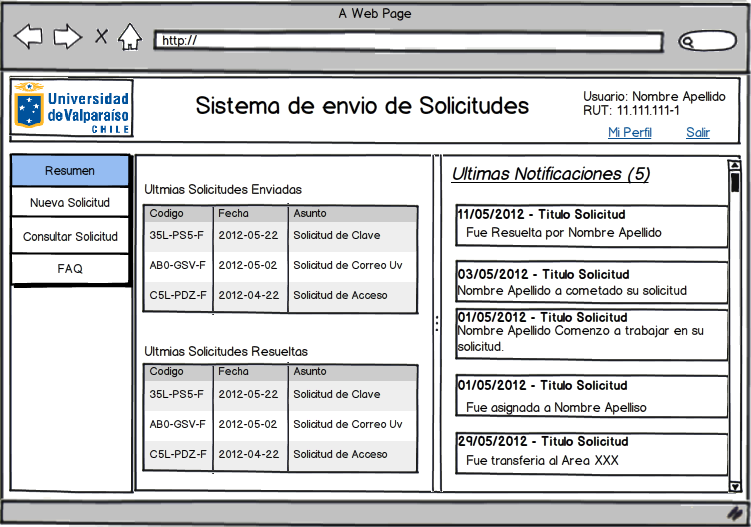 A Web Page
http://
Universidad
de Valparaíso
CHILE
Sistema de envio de Solicitudes
Usuario: Nombre Apellido
RUT: 11.111.111-1
Mi Perfil Salir
Resumen
Nueva Solicitud
Consultar Solicitud
FAQ
Ultmias Solicitudes Enviadas
Codigo Fecha Asunto
35L-PS5-F 2012-05-22 Solicitud de Clave
AB0-GSV-F 2012-05-02 Solicitud de Correo Uv
C5L-PDZ-F 2012-04-22 Solicitud de Acceso
Ultmias Solicitudes Resueltas
Codigo Fecha Asunto
35L-PS5-F 2012-05-22 Solicitud de Clave
AB0-GSV-F 2012-05-02 Solicitud de Correo Uv
C5L-PDZ-F 2012-04-22 Solicitud de Acceso
Ultimas Notificaciones (5)
11/05/2012 - Titulo Solicitud
Fue Resuelta por Nombre Apellido
03/05/2012 - Titulo Solicitud
Nombre Apellido a cometado su solicitud
01/05/2012 - Titulo Solicitud
Nombre Apellido Comenzo a trabajar en su
solicitud.
01/05/2012 - Titulo Solicitud
Fue asignada a Nombre Apelliso
29/05/2012 - Titulo Solicitud
Fue transferia al Area XXX